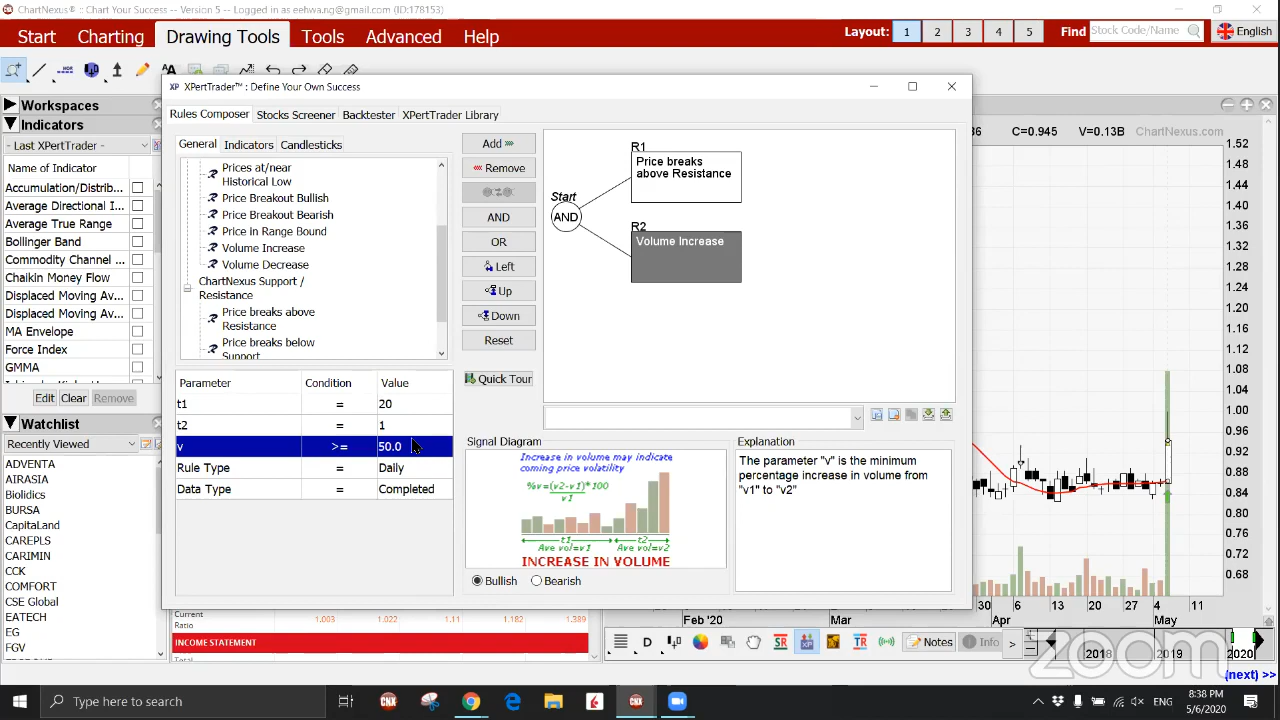 ChartNexus® :: Chart Your Success -- Version 5 -- Logged in as eehwa.ng@gmail.com (ID:178153)
Start Charting Drawing Tools Tools Advanced Help Layout: 1 2 3 4 5 Find Stock Code/Name English
XPertTrader™ : Define Your Own Success
Workspaces
Indicators
- Last XPertTrader -
Name of Indicator
Accumulation/Distrib...
Average Directional I...
Average True Range
Bollinger Band
Commodity Channel ...
Chaikin Money Flow
Displaced Moving Av...
Displaced Moving Av...
MA Envelope
Force Index
GMMA
Edit Clear Remove
Watchlist
Recently Viewed
ADVENTA
AIRASIA
Biolidics
BURSA
CapitaLand
CAREPLS
CARIMIN
CCK
COMFORT
CSE Global
EATECH
EG
Rules Composer Stocks Screener Backtester XPertTrader Library
General Indicators Candlesticks
Prices at/near
Historical Low
Price Breakout Bullish
Price Breakout Bearish
Price in Range Bound
Volume Increase
Volume Decrease
ChartNexus Support /
Resistance
Price breaks above
Resistance
Price breaks below
Support
Add
Remove
AND
OR
Left
Up
Down
Reset
Quick Tour
Start
AND
R1
Price breaks
above Resistance
R2
Volume Increase
Parameter Condition Value
t1 = 20
t2 = 1
v >= 50.0
Rule Type = Daily
Data Type = Completed
Signal Diagram
Increase in volume may indicate
coming price volatility
%v=(v2-v1)*100
v1
t1 t2
Ave vol=v1 Ave vol=v2
INCREASE IN VOLUME
Bullish Bearish
Explanation
The parameter "v" is the minimum
percentage increase in volume from
"v1" to "v2"
Current
Ratio
1.003 1.022 1.11 1.182 1.389
INCOME STATEMENT
36 C=0.945 V=0.13B ChartNexus.com
1.52
1.48
1.44
1.40
1.36
1.32
1.28
1.24
1.20
1.16
1.12
1.08
1.04
1.00
0.96
0.92
0.88
0.84
0.80
0.76
0.72
0.68
30 6 13 20 27 4 11
Feb '20 Mar Apr May
D SR XP TR Notes Info >
2018 2019 2020
zoom
(next) >>
Type here to search
ENG
8:38 PM
5/6/2020